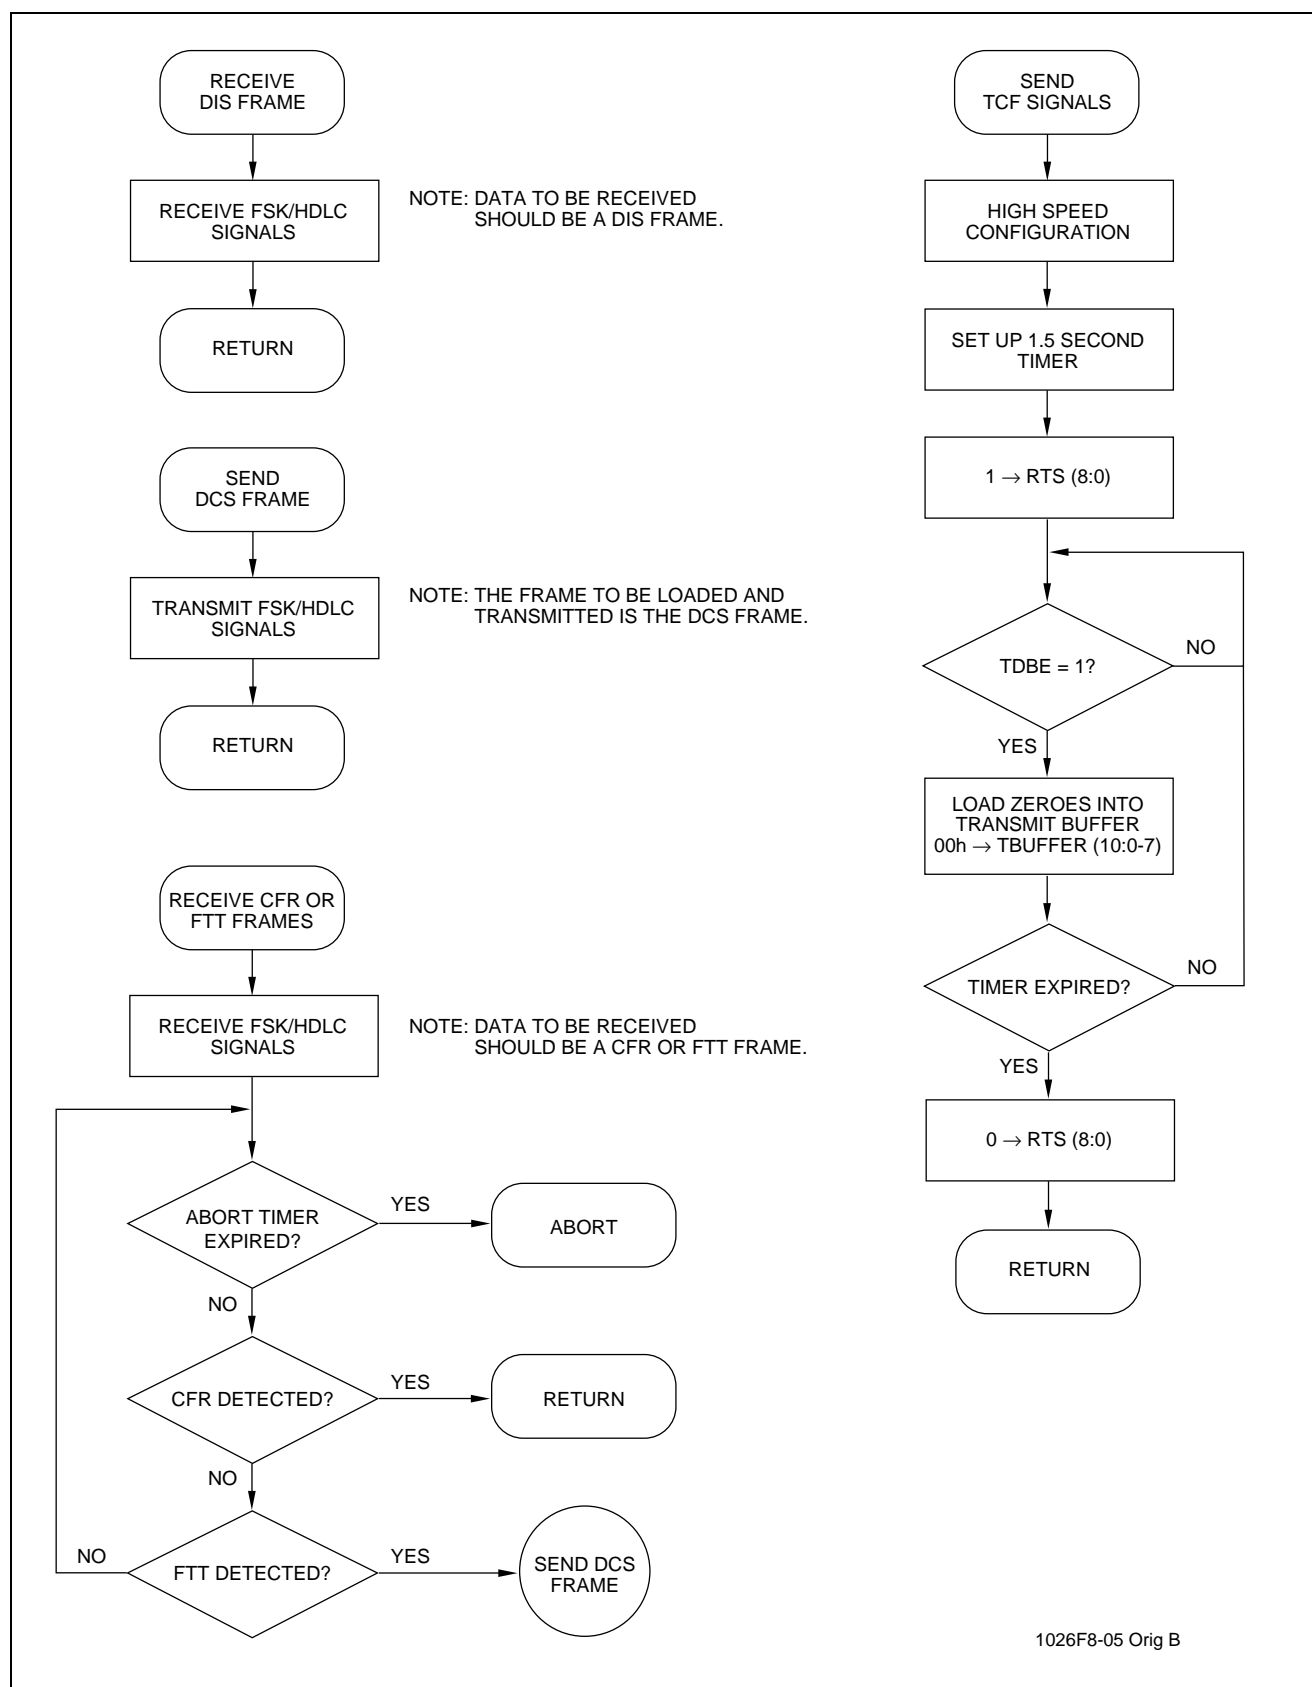 RECEIVE
DIS FRAME
RECEIVE FSK/HDLC
SIGNALS
NOTE: DATA TO BE RECEIVED
SHOULD BE A DIS FRAME.
RETURN
SEND
DCS FRAME
TRANSMIT FSK/HDLC
SIGNALS
NOTE: THE FRAME TO BE LOADED AND
TRANSMITTED IS THE DCS FRAME.
RETURN
RECEIVE CFR OR
FTT FRAMES
RECEIVE FSK/HDLC
SIGNALS
NOTE: DATA TO BE RECEIVED
SHOULD BE A CFR OR FTT FRAME.
ABORT TIMER
EXPIRED?
YES
ABORT
NO
CFR DETECTED?
YES
RETURN
NO
FTT DETECTED?
NO
YES
SEND DCS
FRAME
SEND
TCF SIGNALS
HIGH SPEED
CONFIGURATION
SET UP 1.5 SECOND
TIMER
1 → RTS (8:0)
TDBE = 1?
NO
YES
LOAD ZEROES INTO
TRANSMIT BUFFER
00h → TBUFFER (10:0-7)
TIMER EXPIRED?
NO
YES
0 → RTS (8:0)
RETURN
1026F8-05 Orig B